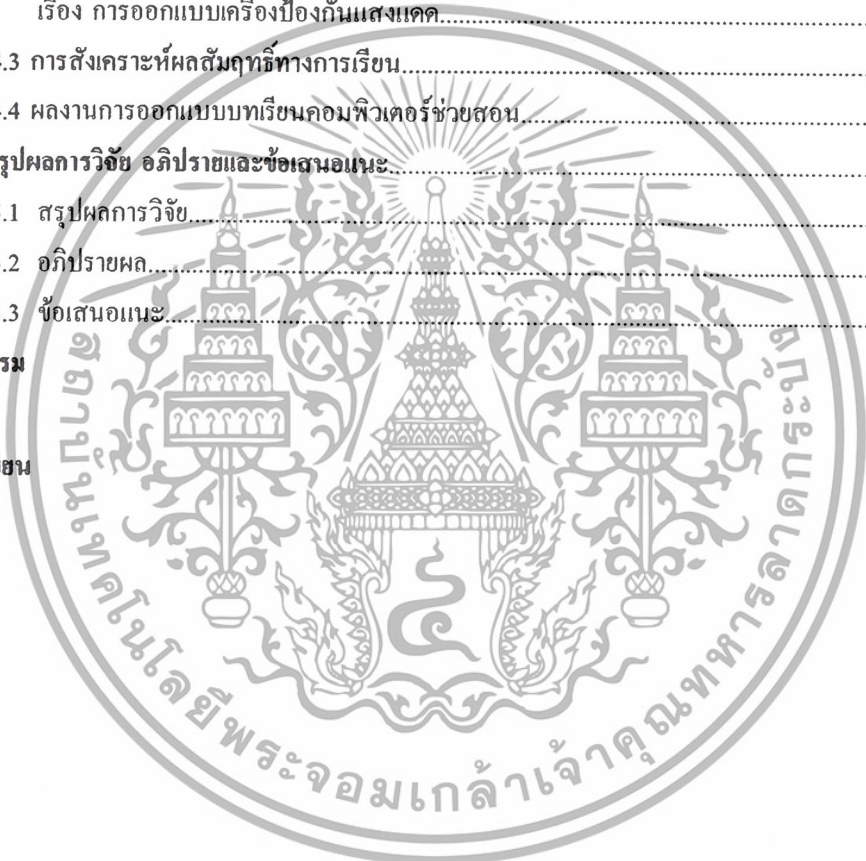 เรื่อง การออกแบบเครื่องป้องกันแสงแดด
4.3 การสังเคราะห์ผลสัมฤทธิ์ทางการเรียน
4.4 ผลงานการออกแบบบทเรียนคอมพิวเตอร์ช่วยสอน
รุปผลการวิจัย อภิปรายและข้อเสนอแนะ
.1 สรุปผลการวิจัย
.2 อภิปรายผล
.3 ข้อเสนอแนะ
รรม
ขียน
สถาบันเทคโนโลยีพระจอมเกล้าเจ้าคุณทหารลาดกระบัง